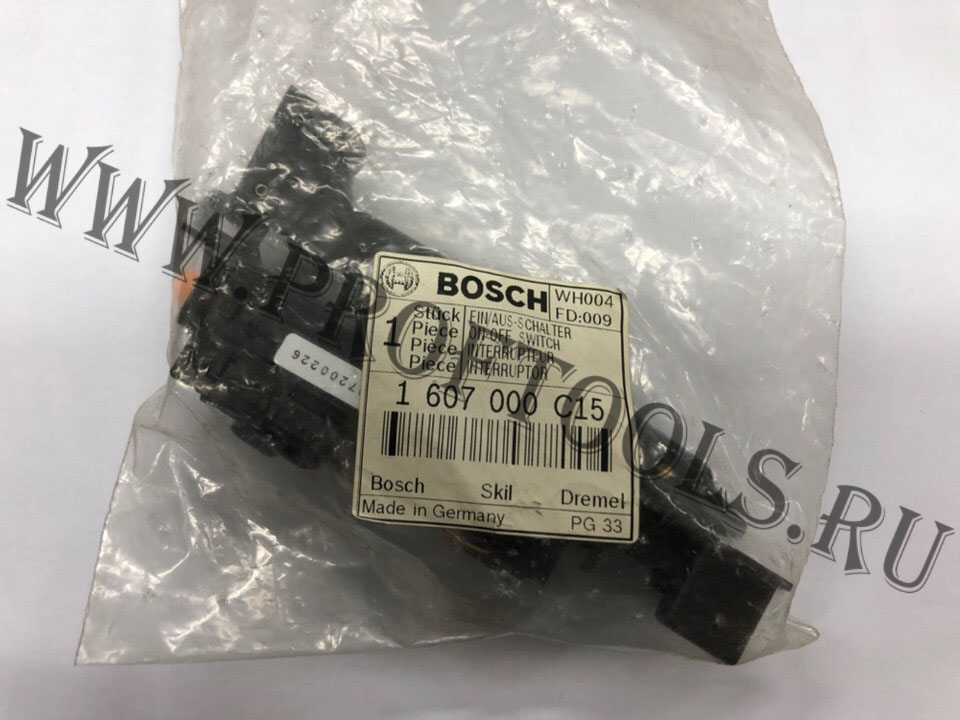 WWW.PROFTOOLS.RU
BOSCH
WH004
FD:009
1
Stück
Piece
Pièce
Piece
EIN/AUS-SCHALTER
ON-OFF SWITCH
INTERRUPTEUR
INTERRUPTOR
1 607 000 C15
Bosch Skil Dremel
Made in Germany PG 33
7200226